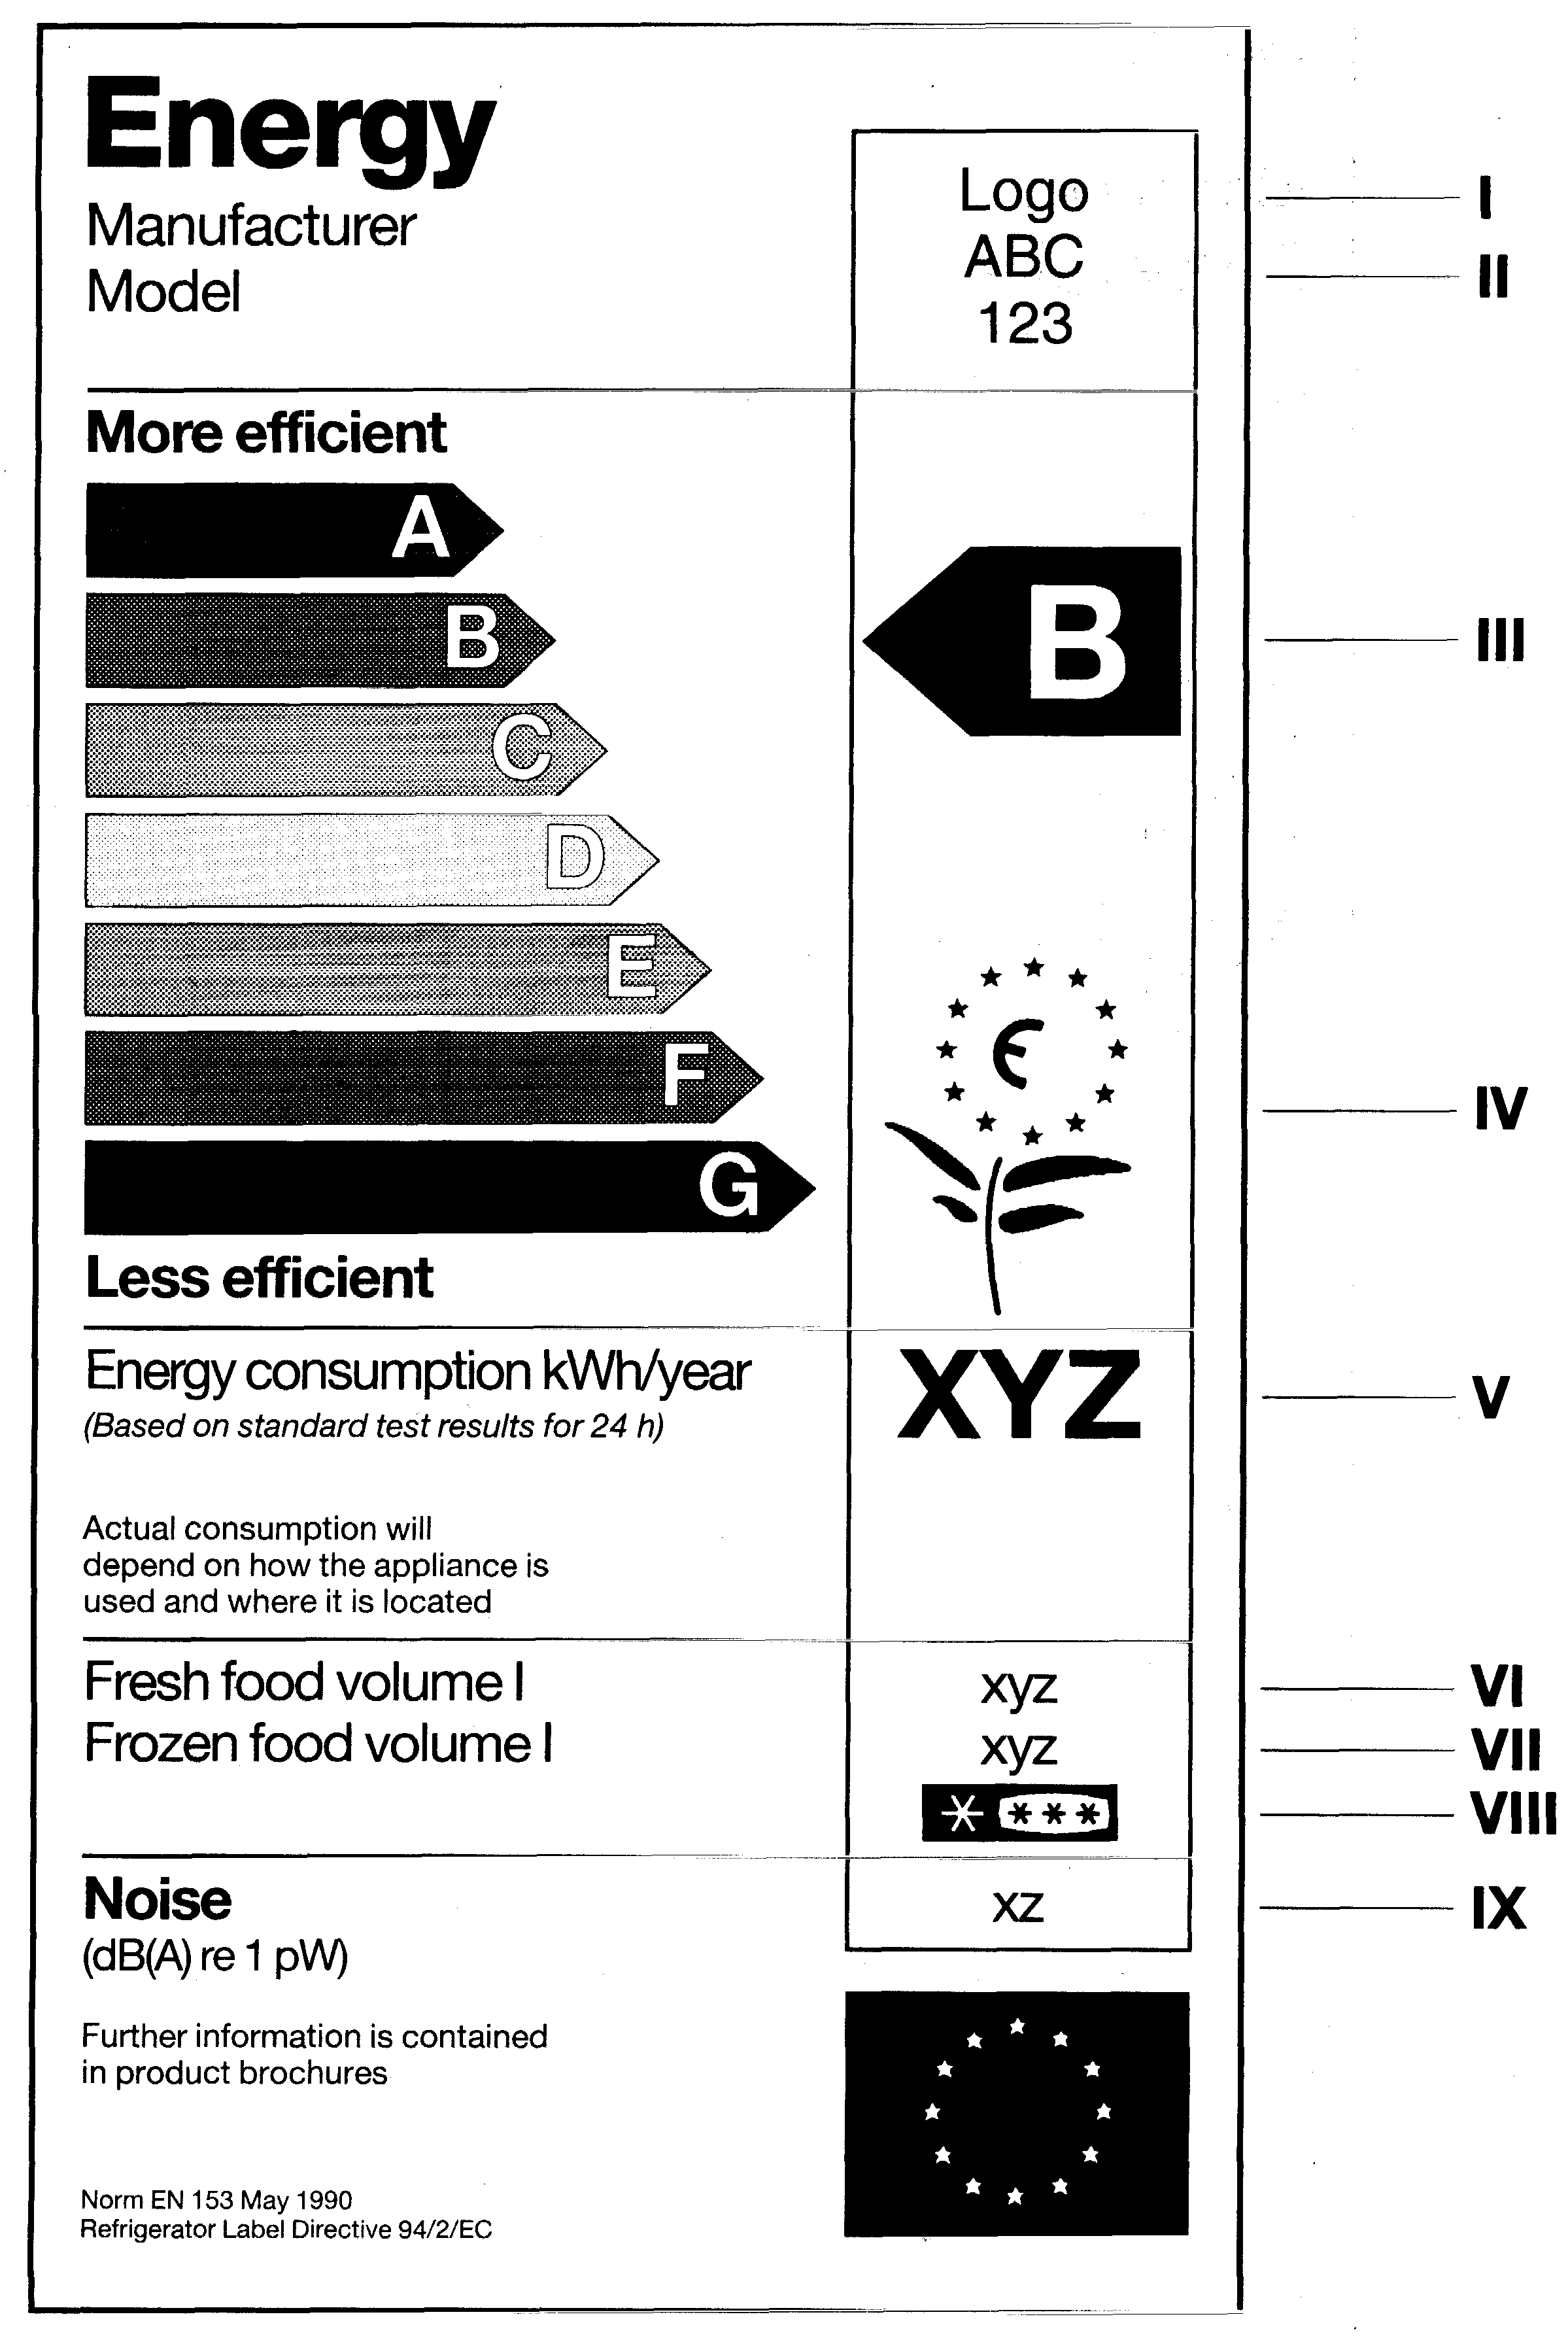 Energy
Manufacturer
Model
Logo
ABC
123
I
II
More efficient
A
B
C
D
E
F
G
Less efficient
B
III
IV
Energy consumption kWh/year
(Based on standard test results for 24 h)
XYZ
V
Actual consumption will
depend on how the appliance is
used and where it is located
Fresh food volume l
xyz
VI
Frozen food volume l
xyz
VII
* ***
VIII
Noise
(dB(A) re 1 pW)
xz
IX
Further information is contained
in product brochures
Norm EN 153 May 1990
Refrigerator Label Directive 94/2/EC